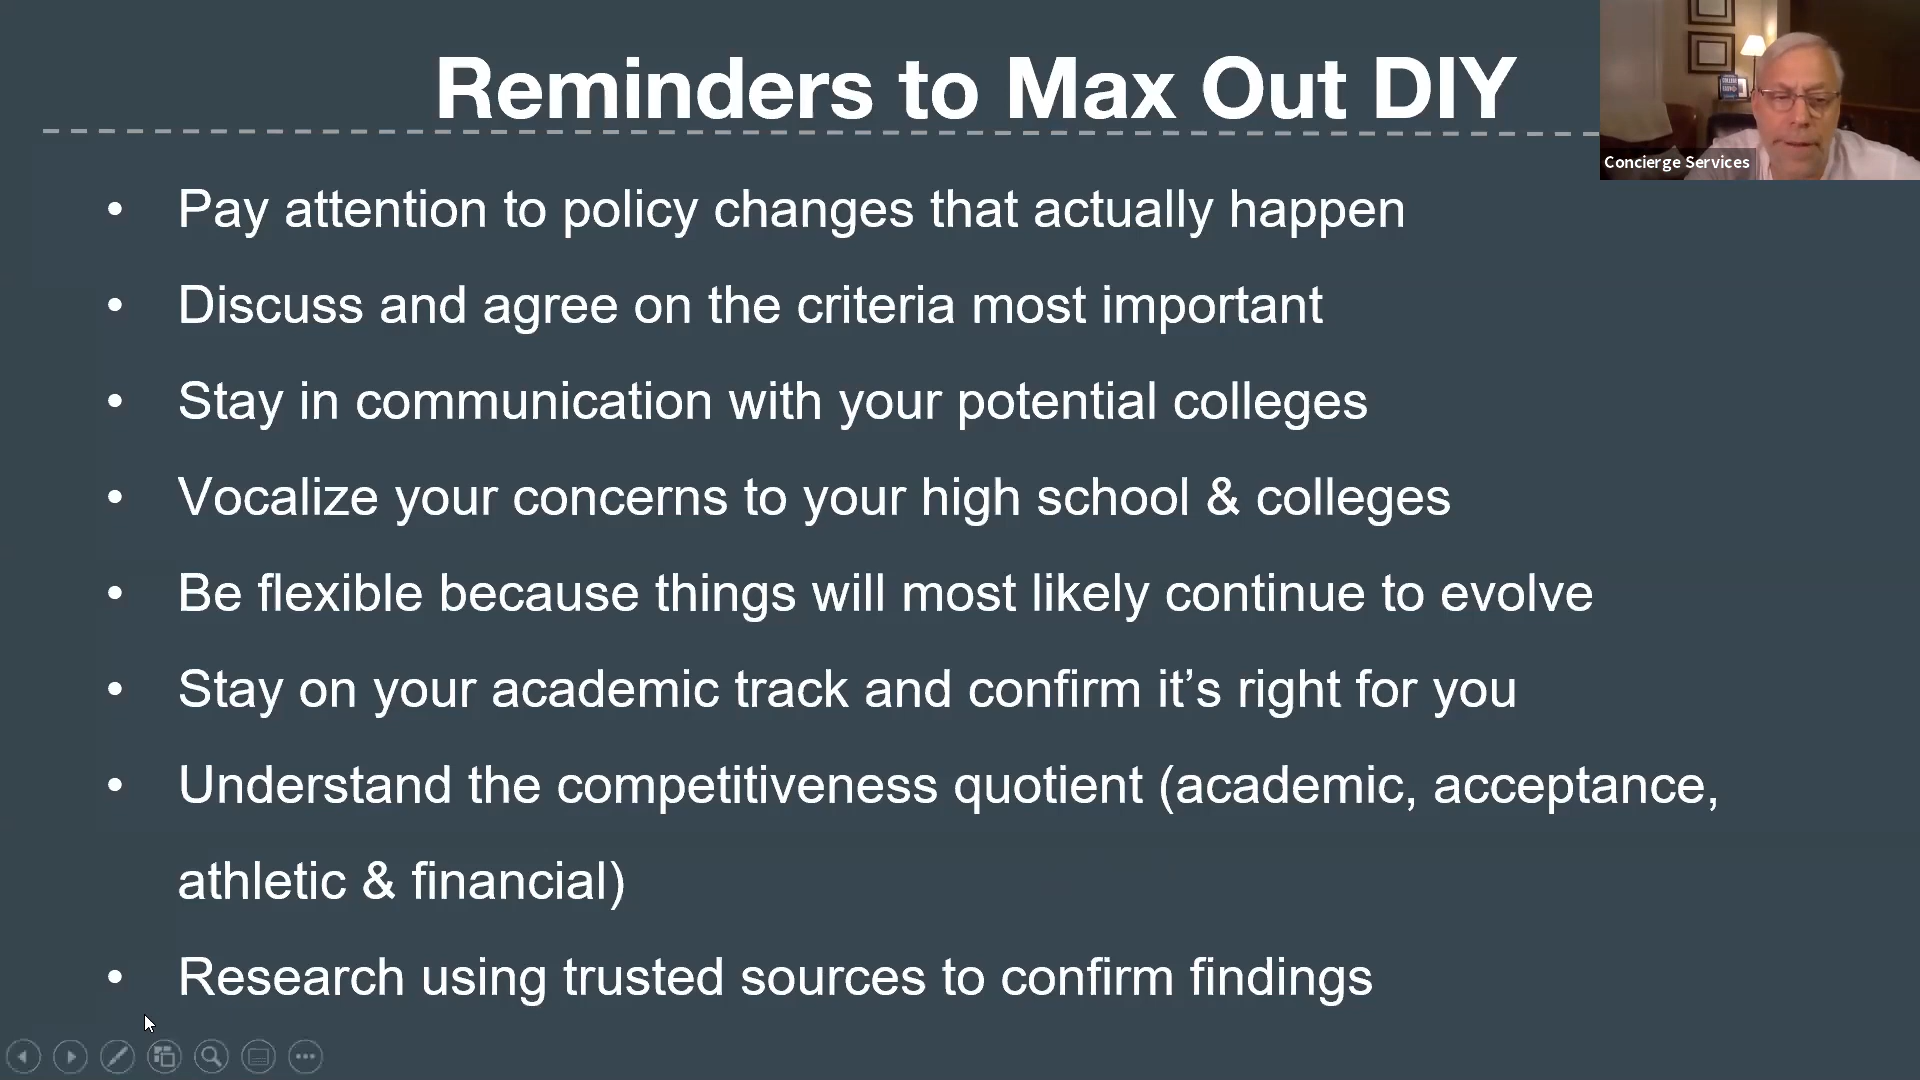 Reminders to Max Out DIY
Concierge Services
• Pay attention to policy changes that actually happen
• Discuss and agree on the criteria most important
• Stay in communication with your potential colleges
• Vocalize your concerns to your high school & colleges
• Be flexible because things will most likely continue to evolve
• Stay on your academic track and confirm it’s right for you
• Understand the competitiveness quotient (academic, acceptance,
athletic & financial)
• Research using trusted sources to confirm findings